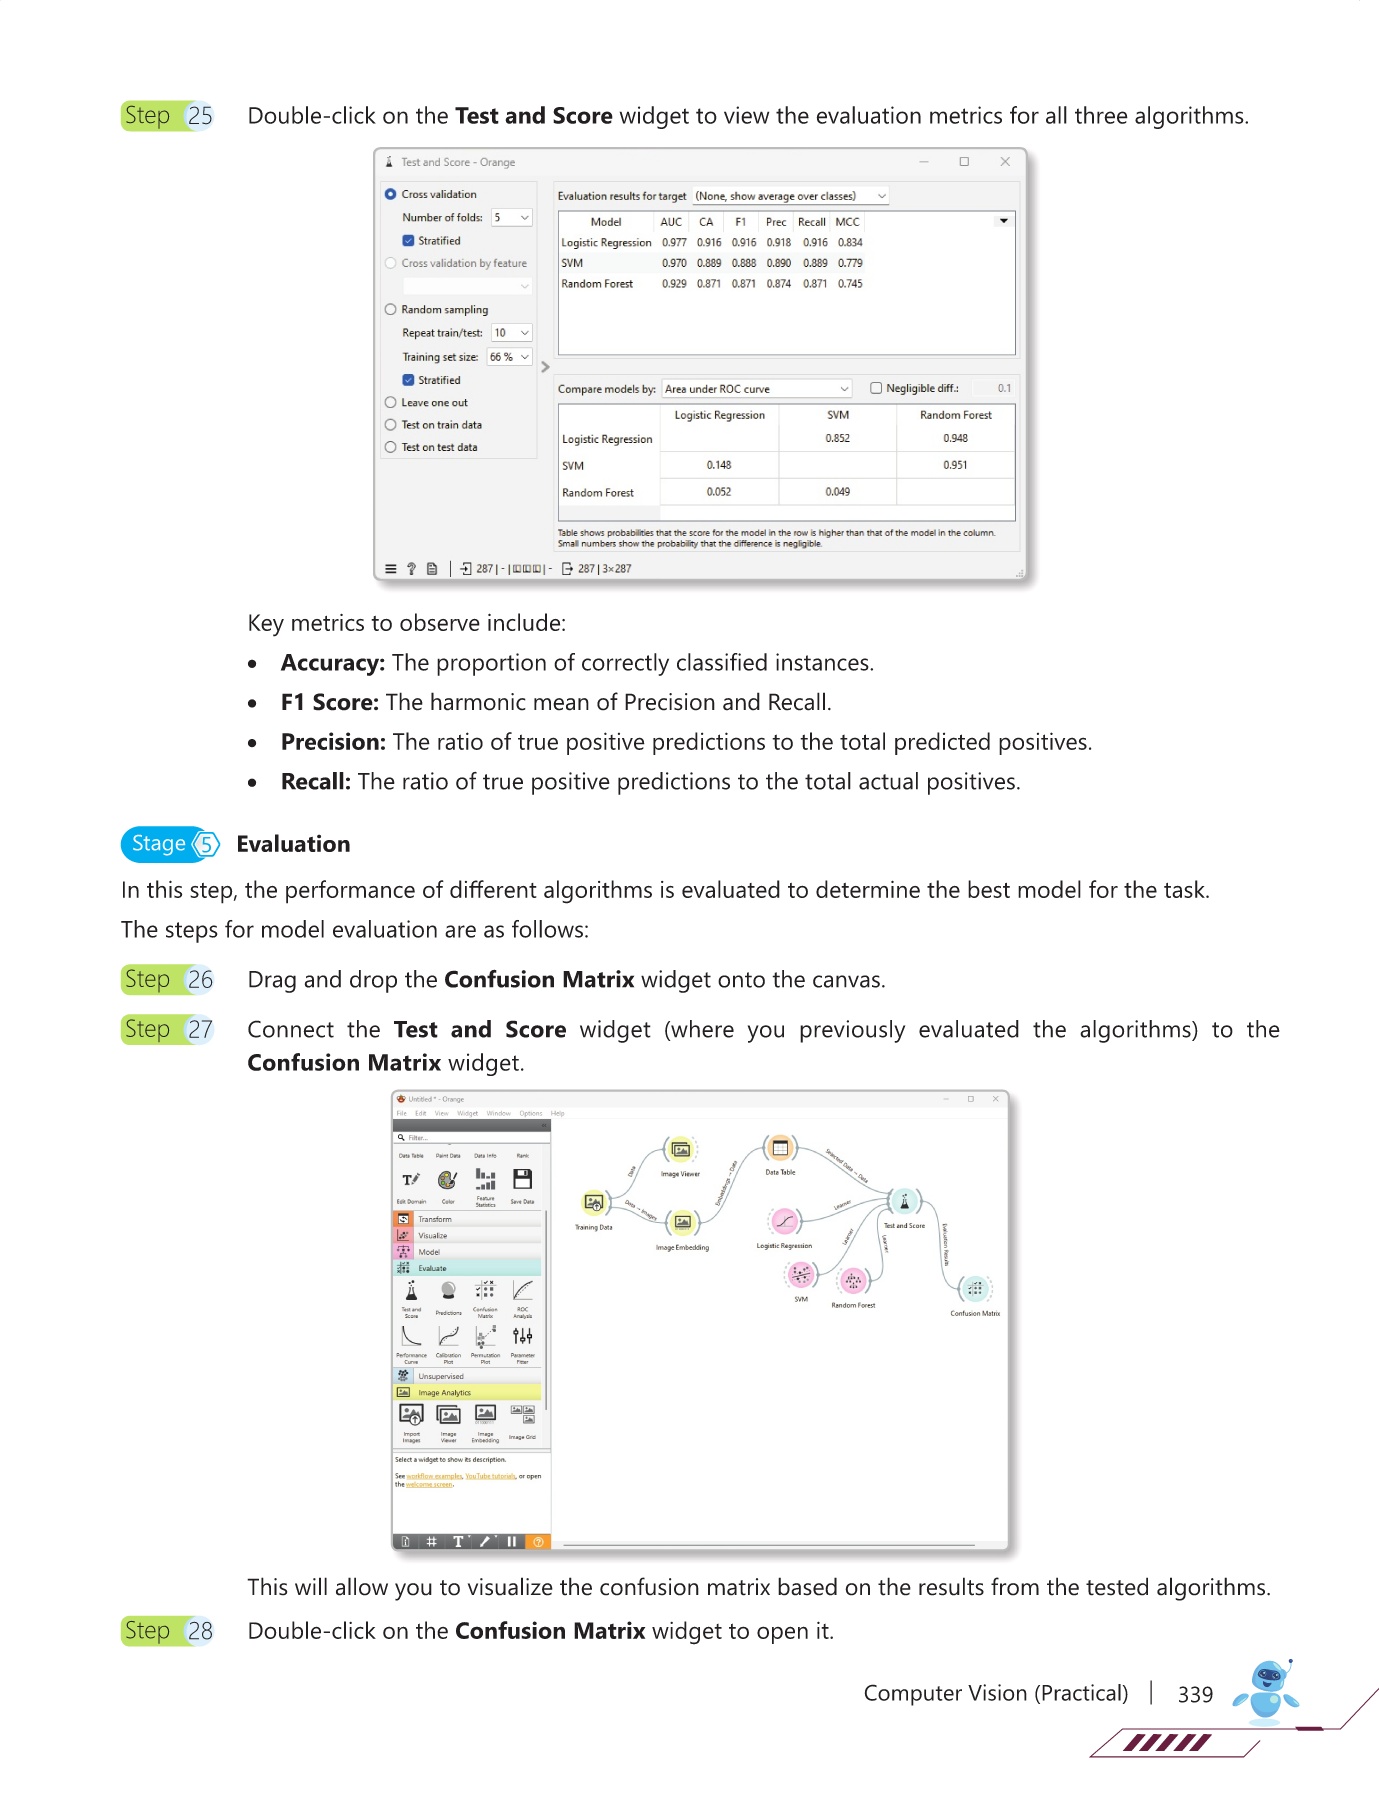 Step 25 Double-click on the Test and Score widget to view the evaluation metrics for all three algorithms.
Test and Score - Orange
Cross validation
Number of folds: 5
Stratified
Cross validation by feature
Random sampling
Repeat train/test: 10
Training set size: 66 %
Stratified
Leave one out
Test on train data
Test on test data
Evaluation results for target (None, show average over classes)
Model AUC CA F1 Prec Recall MCC
Logistic Regression 0.977 0.916 0.916 0.918 0.916 0.834
SVM 0.970 0.889 0.888 0.890 0.889 0.779
Random Forest 0.929 0.871 0.871 0.874 0.871 0.745
Compare models by: Area under ROC curve Negligible diff.: 0.1
Logistic Regression SVM Random Forest
Logistic Regression 0.852 0.948
SVM 0.148 0.951
Random Forest 0.052 0.049
Table shows probabilities that the score for the model in the row is higher than that of the model in the column.
Small numbers show the probability that the difference is negligible.
287 | - | | - 287 | 3×287
Key metrics to observe include:
• Accuracy: The proportion of correctly classified instances.
• F1 Score: The harmonic mean of Precision and Recall.
• Precision: The ratio of true positive predictions to the total predicted positives.
• Recall: The ratio of true positive predictions to the total actual positives.
Stage 5 Evaluation
In this step, the performance of different algorithms is evaluated to determine the best model for the task.
The steps for model evaluation are as follows:
Step 26 Drag and drop the Confusion Matrix widget onto the canvas.
Step 27 Connect the Test and Score widget (where you previously evaluated the algorithms) to the
Confusion Matrix widget.
Untitled * - Orange
File Edit View Widget Window Options Help
Filter...
Data Table Paint Data Data Info Rank
Edit Domain Color Feature Statistics Save Data
Transform
Visualize
Model
Evaluate
Test and Score Predictions Confusion Matrix ROC Analysis
Performance Curve Calibration Plot Permutation Plot Parameter Fitter
Unsupervised
Image Analytics
Import Images Image Viewer Image Embedding Image Grid
Select a widget to show its description.
See workflow examples, YouTube tutorials, or open
the welcome screen.
Training Data
Data
Image Viewer
Data → Images
Image Embedding
Embeddings → Data
Data Table
Selected Data → Data
Logistic Regression
Learner
SVM
Learner
Random Forest
Learner
Test and Score
Evaluation Results
Confusion Matrix
This will allow you to visualize the confusion matrix based on the results from the tested algorithms.
Step 28 Double-click on the Confusion Matrix widget to open it.
Computer Vision (Practical) | 339